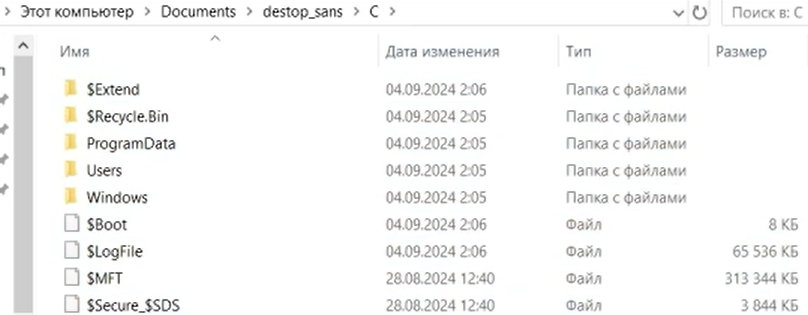 Этот компьютер > Documents > destop_sans > C > Поиск в: C
Имя Дата изменения Тип Размер
$Extend 04.09.2024 2:06 Папка с файлами
$Recycle.Bin 04.09.2024 2:05 Папка с файлами
ProgramData 04.09.2024 2:05 Папка с файлами
Users 04.09.2024 2:05 Папка с файлами
Windows 04.09.2024 2:05 Папка с файлами
$Boot 04.09.2024 2:06 Файл 8 КБ
$LogFile 04.09.2024 2:06 Файл 65 536 КБ
$MFT 28.08.2024 12:40 Файл 313 344 КБ
$Secure_$SDS 28.08.2024 12:40 Файл 3 844 КБ